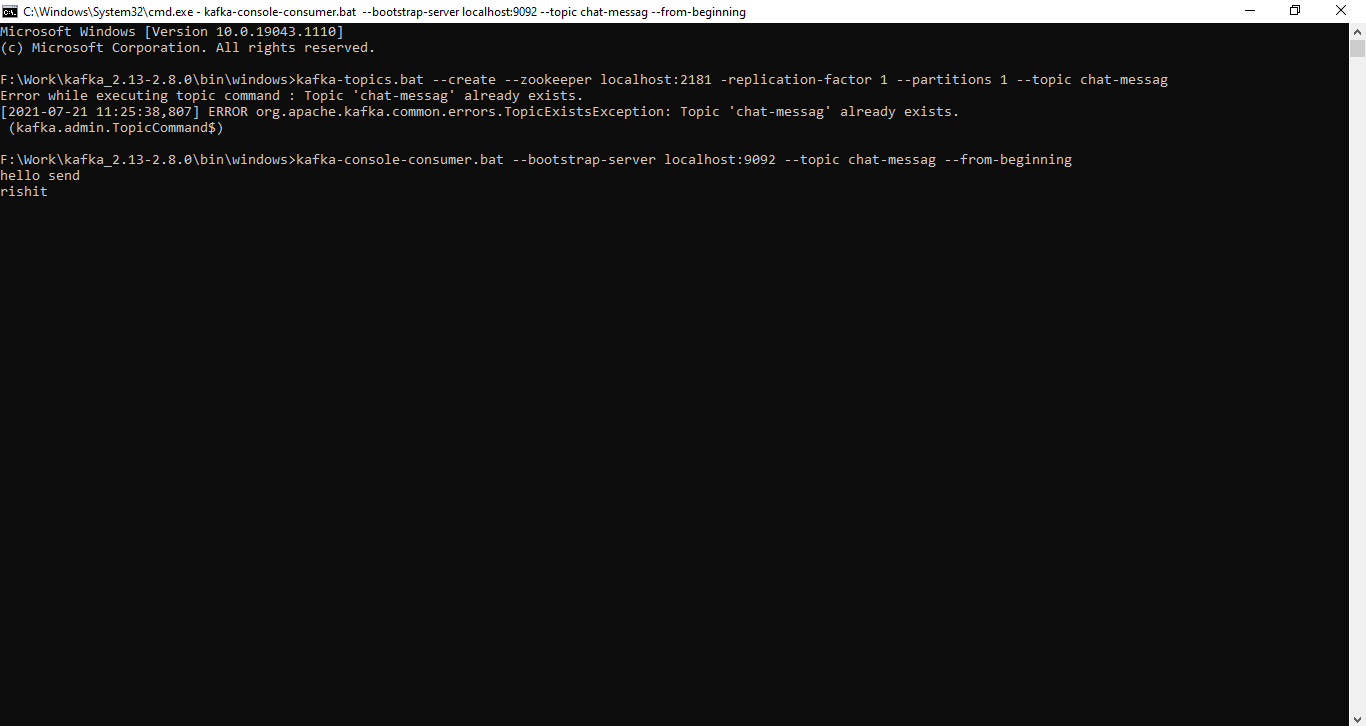 C:\Windows\System32\cmd.exe - kafka-console-consumer.bat --bootstrap-server localhost:9092 --topic chat-messag --from-beginning
Microsoft Windows [Version 10.0.19043.1110]
(c) Microsoft Corporation. All rights reserved.
F:\Work\kafka_2.13-2.8.0\bin\windows>kafka-topics.bat --create --zookeeper localhost:2181 -replication-factor 1 --partitions 1 --topic chat-messag
Error while executing topic command : Topic 'chat-messag' already exists.
[2021-07-21 11:25:38,807] ERROR org.apache.kafka.common.errors.TopicExistsException: Topic 'chat-messag' already exists.
 (kafka.admin.TopicCommand$)
F:\Work\kafka_2.13-2.8.0\bin\windows>kafka-console-consumer.bat --bootstrap-server localhost:9092 --topic chat-messag --from-beginning
hello send
rishit